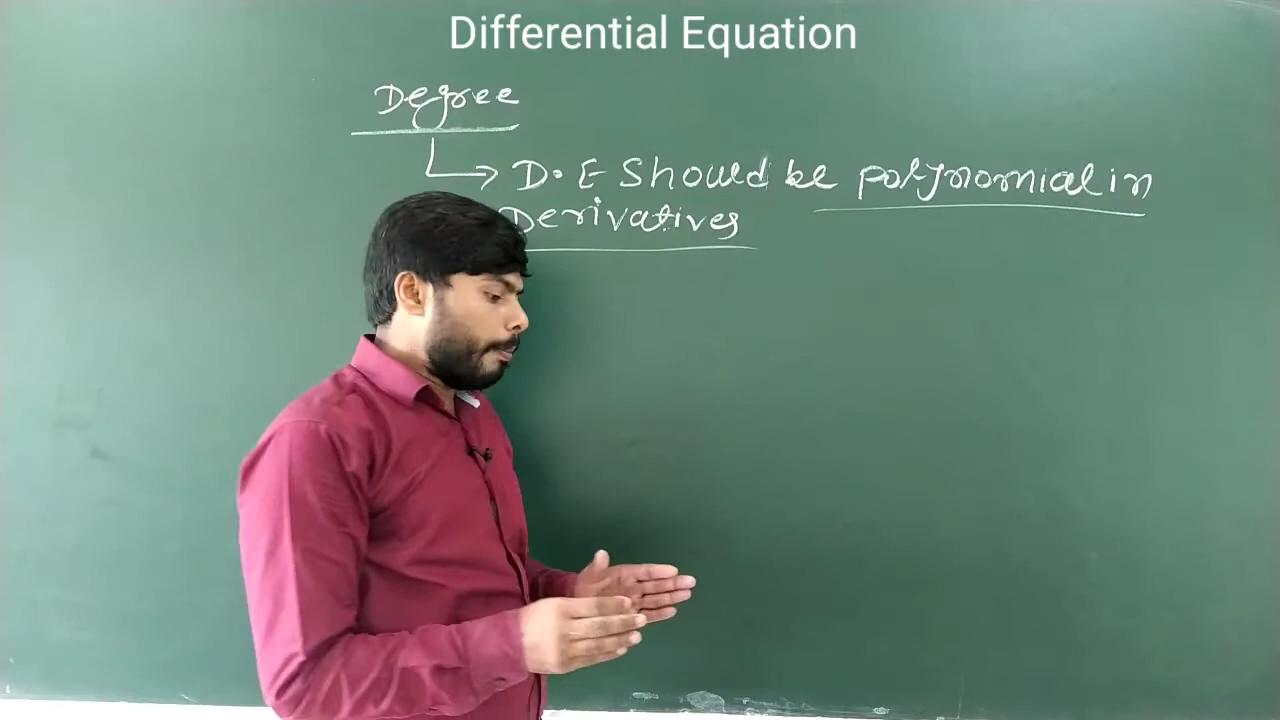 Differential Equation
Degree
D.E Should be polynomial in
Derivatives